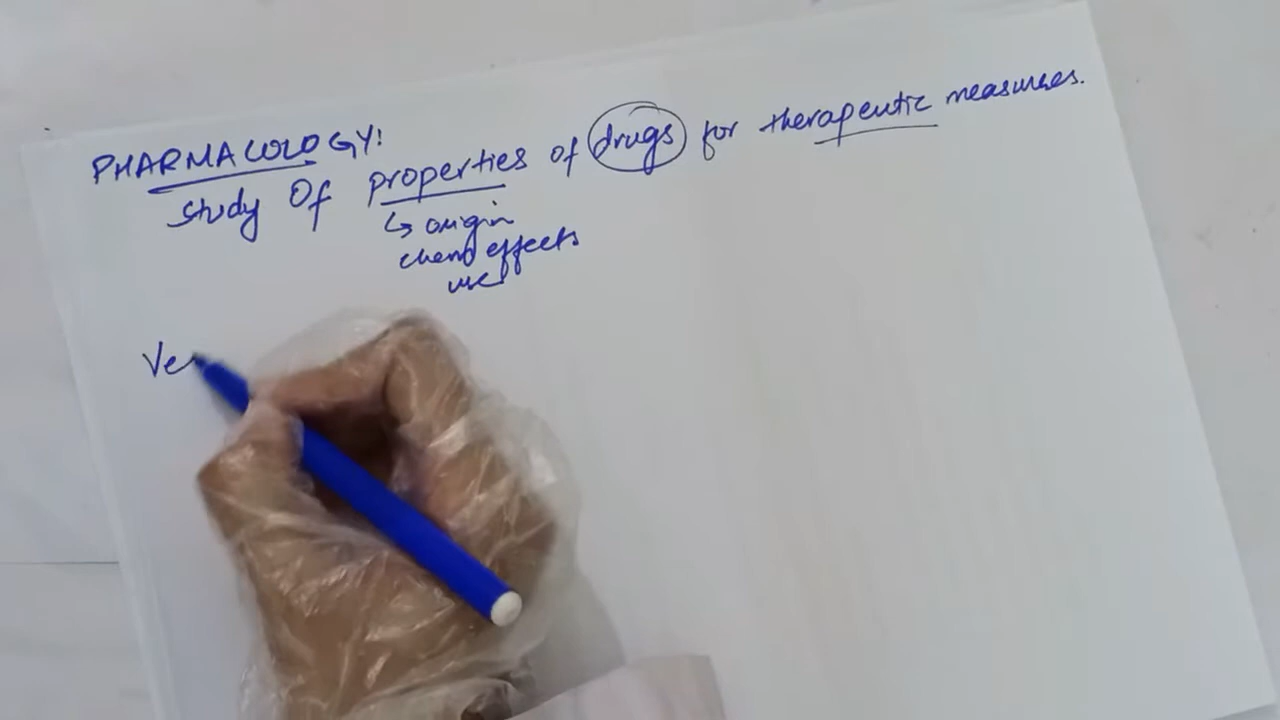 PHARMACOLOGY!
study Of properties of drugs for therapeutic measures.
↳ origin
chem effects
use
Ve